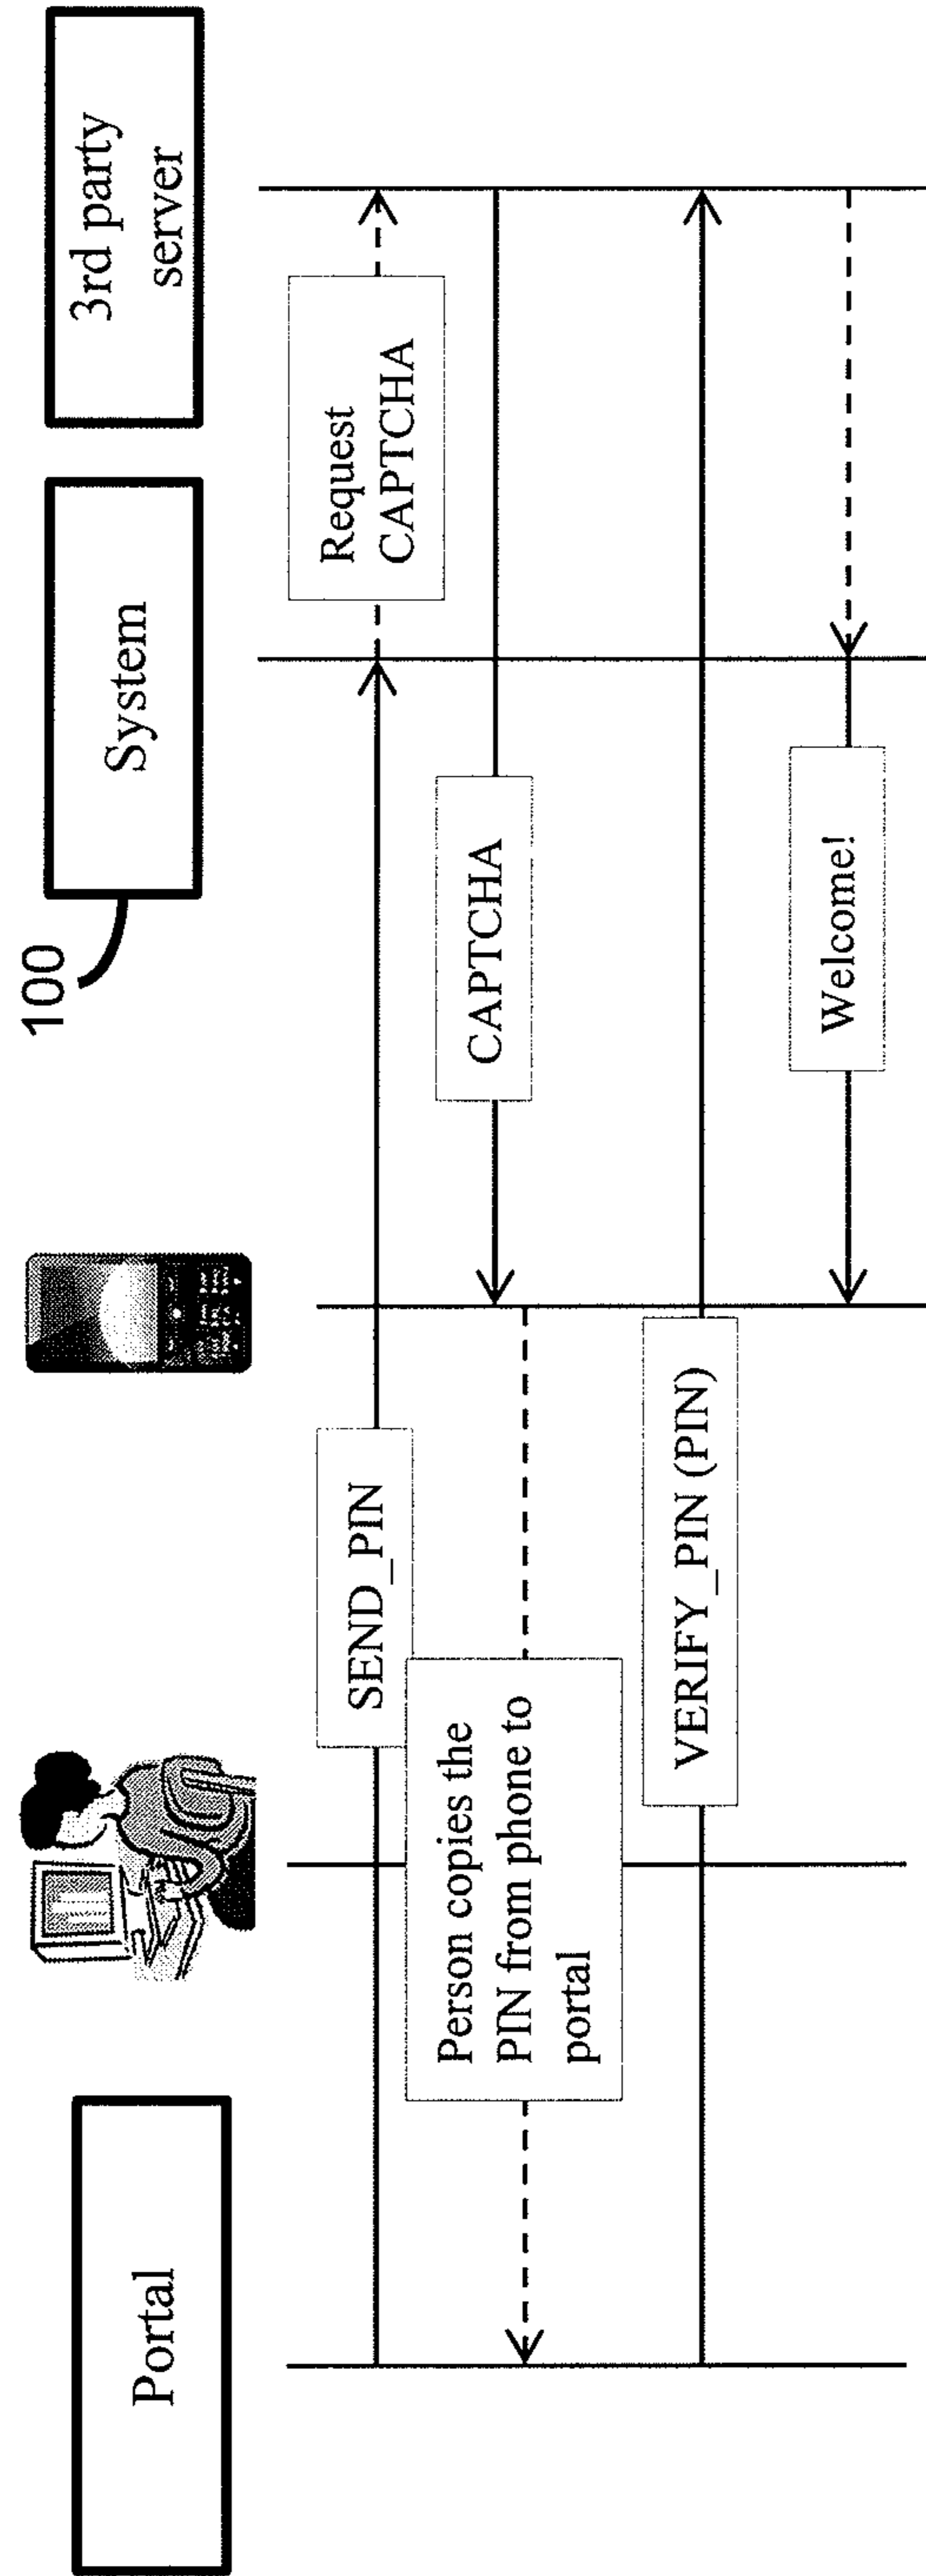 Portal
100
System
3rd party
server
SEND_PIN
Request
CAPTCHA
CAPTCHA
Person copies the
PIN from phone to
portal
VERIFY_PIN (PIN)
Welcome!